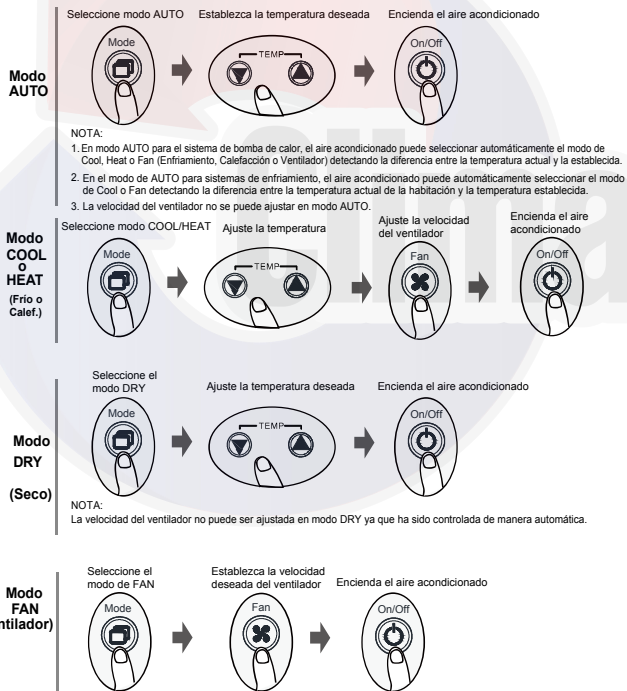 Seleccione modo AUTO Establezca la temperatura deseada Encienda el aire acondicionado
Modo
AUTO
Mode
TEMP
On/Off
NOTA:
1. En modo AUTO para el sistema de bomba de calor, el aire acondicionado puede seleccionar automáticamente el modo de
Cool, Heat o Fan (Enfriamiento, Calefacción o Ventilador) detectando la diferencia entre la temperatura actual y la establecida.
2. En el modo de AUTO para sistemas de enfriamiento, el aire acondicionado puede automáticamente seleccionar el modo
de Cool o Fan detectando la diferencia entre la temperatura actual de la habitación y la temperatura establecida.
3. La velocidad del ventilador no se puede ajustar en modo AUTO.
Modo
COOL
o
HEAT
(Frío o
Calef.)
Seleccione modo COOL/HEAT
Ajuste la temperatura
Ajuste la velocidad
del ventilador
Encienda el aire
acondicionado
Mode
TEMP
Fan
On/Off
Clima
Modo
DRY
(Seco)
Seleccione el
modo DRY
Ajuste la temperatura deseada
Encienda el aire acondicionado
Mode
TEMP
On/Off
NOTA:
La velocidad del ventilador no puede ser ajustada en modo DRY ya que ha sido controlada de manera automática.
Modo
FAN
ntilador)
Seleccione el
modo de FAN
Establezca la velocidad
deseada del ventilador
Encienda el aire acondicionado
Mode
Fan
On/Off